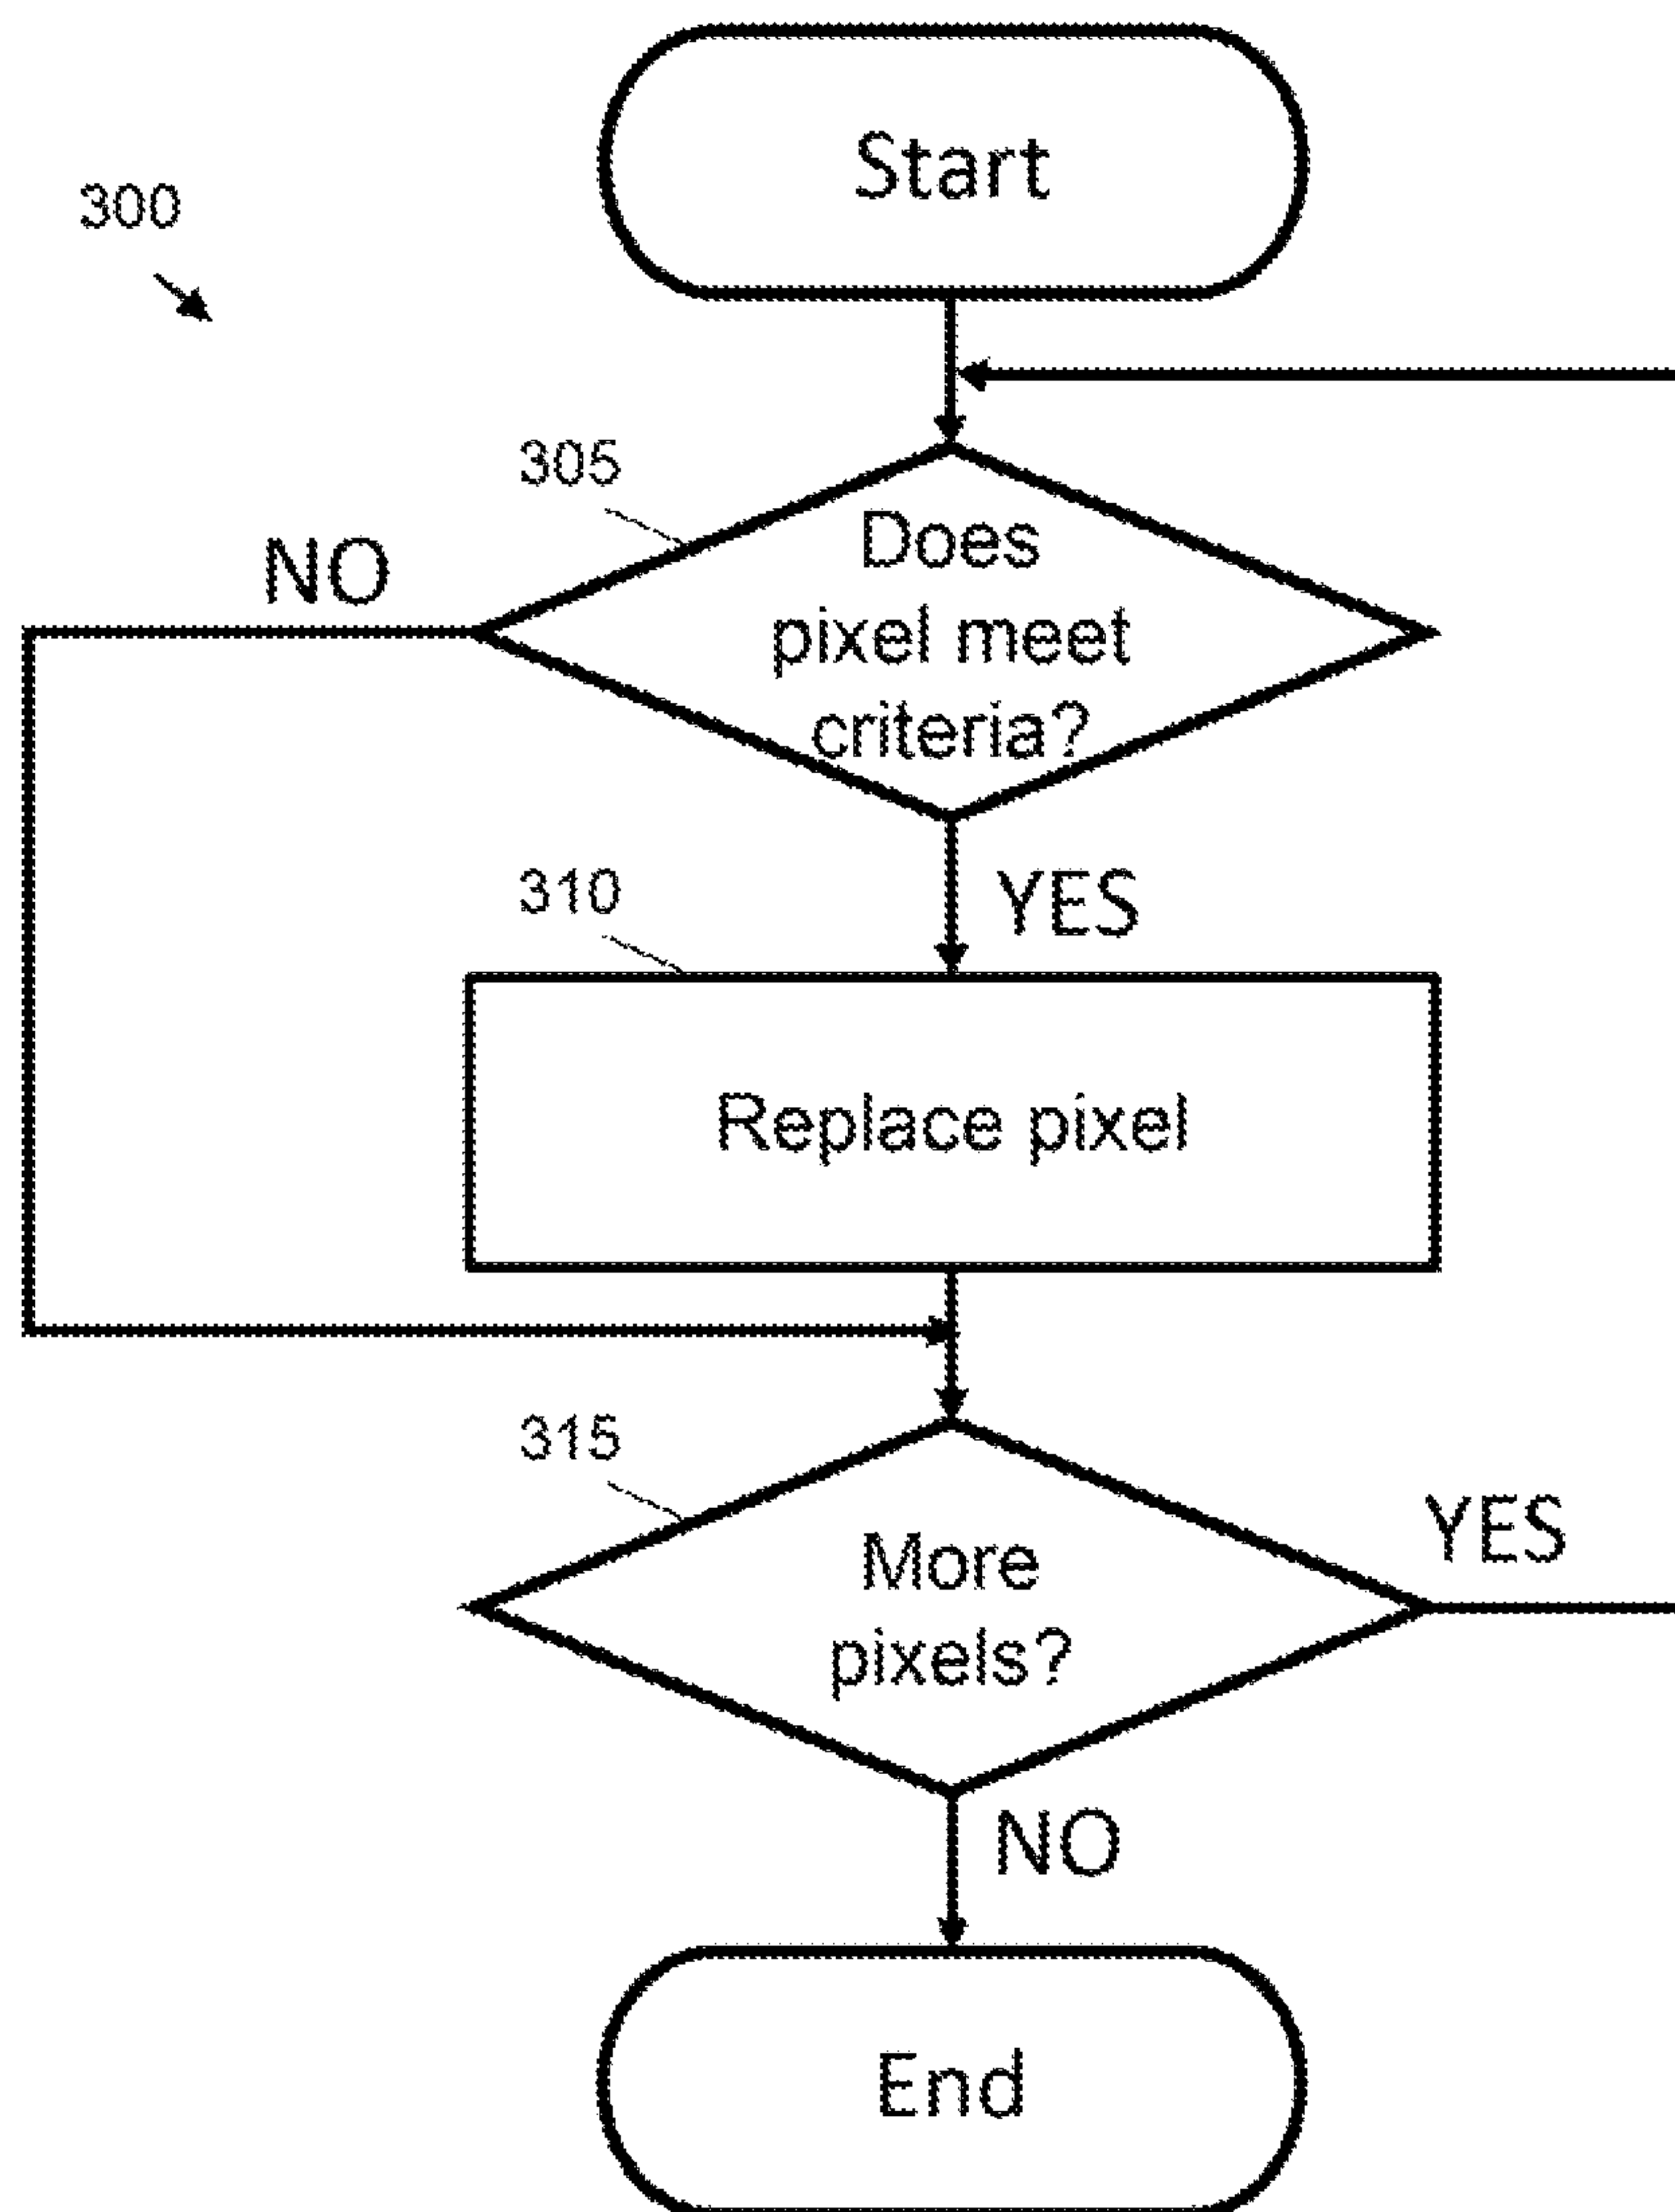 Start
300
305
NO
Does
pixel meet
criteria?
310
YES
Replace pixel
315
More
pixels?
YES
NO
End